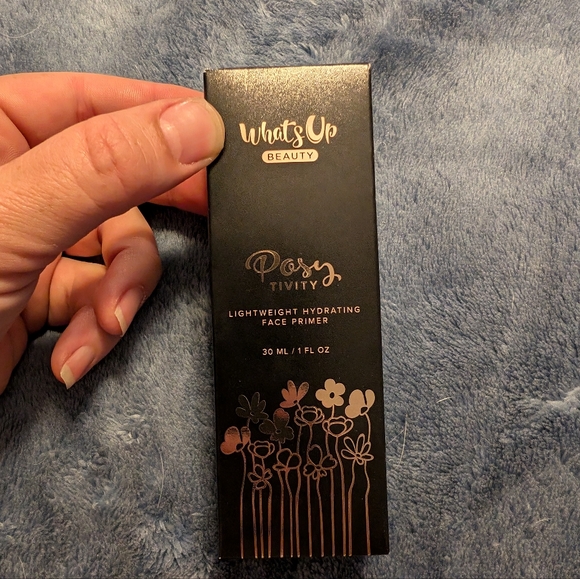 What's Up
BEAUTY
Posy
TIVITY
LIGHTWEIGHT HYDRATING
FACE PRIMER
30 ML / 1 FL OZ